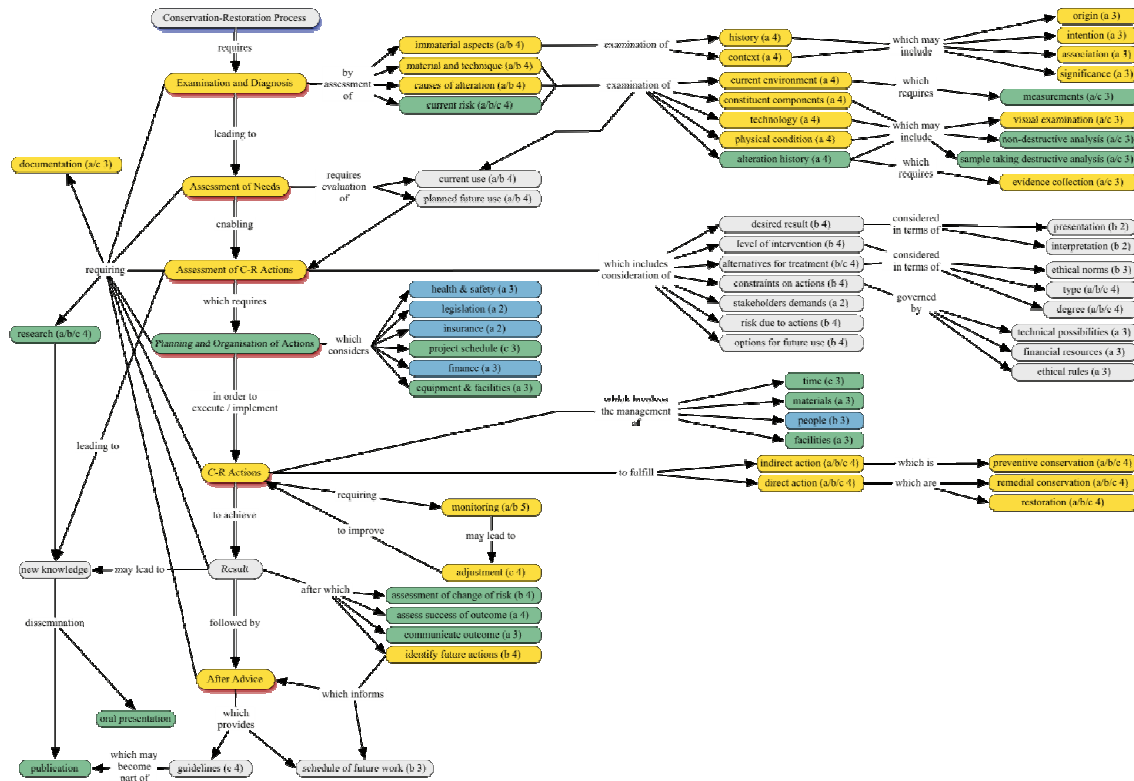 Conservation-Restoration Process
requires
Examination and Diagnosis
by
assessment
of
immaterial aspects (a/b 4)
material and technique (a/b 4)
causes of alteration (a/b 4)
current risk (a/b/c 4)
examination of
history (a 4)
context (a 4)
which may
include
origin (a 3)
intention (a 3)
association (a 3)
significance (a 3)
examination of
current environment (a 4)
constituent components (a 4)
technology (a 4)
physical condition (a 4)
alteration history (a 4)
which
requires
measurements (a/c 3)
which may
include
visual examination (a/c 3)
non-destructive analysis (a/c 3)
sample taking destructive analysis (a/c 3)
which
requires
evidence collection (a/c 3)
leading to
documentation (a/c 3)
Assessment of Needs
requires
evaluation
of
current use (a/b 4)
planned future use (a/b 4)
enabling
requiring
Assessment of C-R Actions
which includes
consideration of
desired result (b 4)
level of intervention (b 4)
alternatives for treatment (b/c 4)
constraints on actions (b 4)
stakeholders demands (a 2)
risk due to actions (b 4)
options for future use (b 4)
considered
in terms of
presentation (b 2)
interpretation (b 2)
considered
in terms of
ethical norms (b 3)
type (a/b/c 4)
degree (a/b/c 4)
governed
by
technical possibilities (a 3)
financial resources (a 3)
ethical rules (a 3)
which requires
research (a/b/c 4)
Planning and Organisation of Actions
which
considers
health & safety (a 3)
legislation (a 2)
insurance (a 2)
project schedule (c 3)
finance (a 3)
equipment & facilities (a 3)
in order to
execute / implement
the management
of
time (c 3)
materials (a 3)
people (b 3)
facilities (a 3)
leading to
C-R Actions
to fulfill
indirect action (a/b/c 4)
direct action (a/b/c 4)
which is
preventive conservation (a/b/c 4)
which are
remedial conservation (a/b/c 4)
restoration (a/b/c 4)
requiring
monitoring (a/b 5)
to achieve
to improve
may lead to
adjustment (c 4)
new knowledge
may lead to
Result
after which
assessment of change of risk (b 4)
assess success of outcome (a 4)
communicate outcome (a 3)
identify future actions (b 4)
dissemination
followed by
After Advice
which informs
oral presentation
which
provides
publication
which may
become
part of
guidelines (c 4)
schedule of future work (b 3)